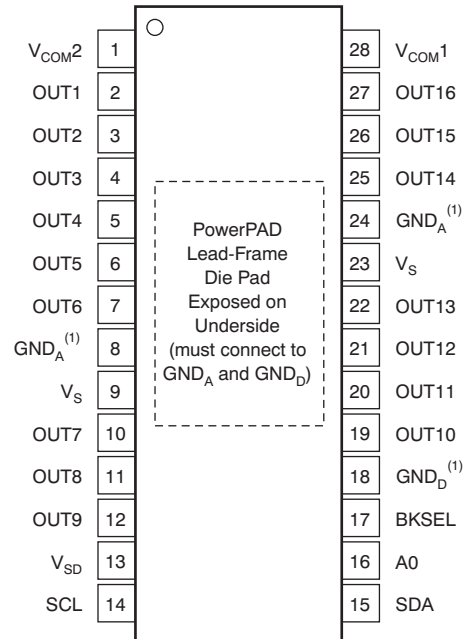 V_COM2 1
OUT1 2
OUT2 3
OUT3 4
OUT4 5
OUT5 6
OUT6 7
GND_A^(1) 8
V_S 9
OUT7 10
OUT8 11
OUT9 12
V_SD 13
SCL 14
PowerPAD
Lead-Frame
Die Pad
Exposed on
Underside
(must connect to
GND_A and GND_D)
28 V_COM1
27 OUT16
26 OUT15
25 OUT14
24 GND_A^(1)
23 V_S
22 OUT13
21 OUT12
20 OUT11
19 OUT10
18 GND_D^(1)
17 BKSEL
16 A0
15 SDA